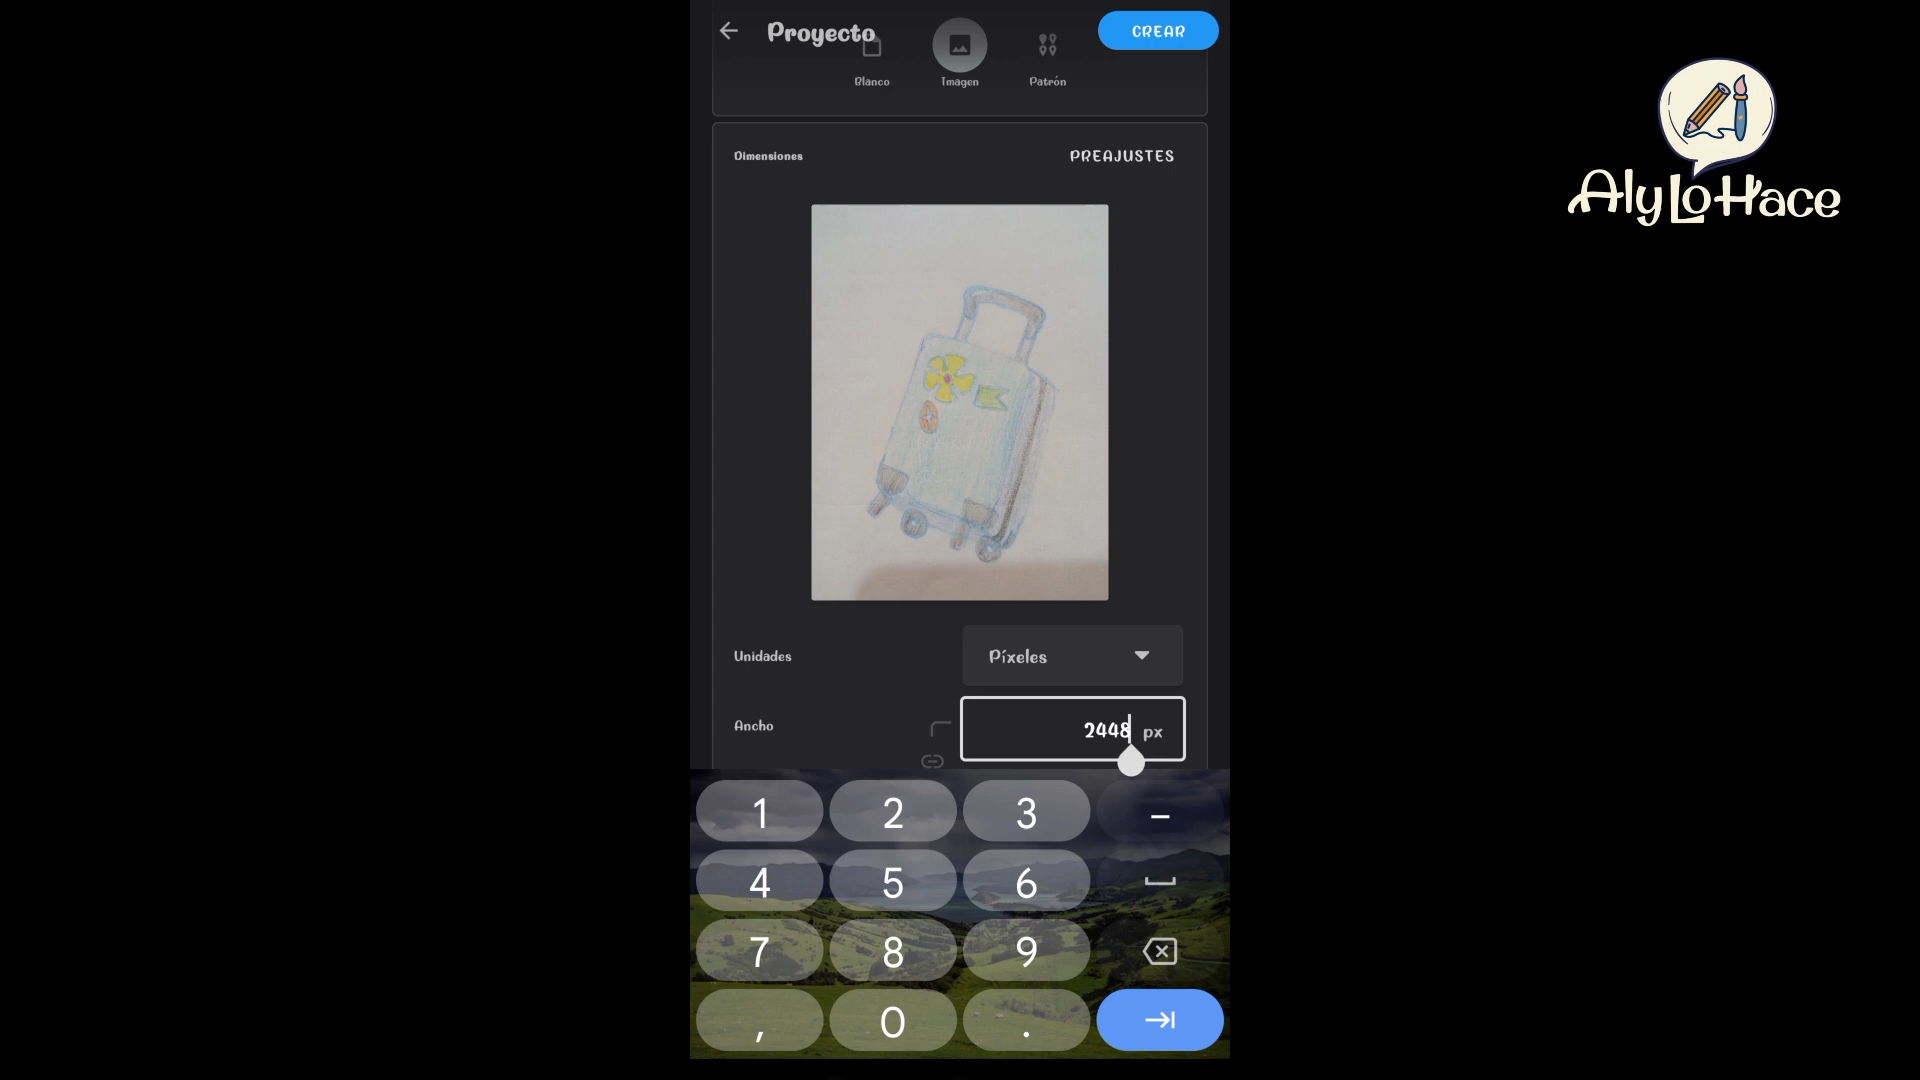 Proyecto
CREAR
Blanco
Imagen
Patrón
Dimensiones
PREAJUSTES
Unidades
Píxeles
Ancho
2448 px
1 2 3 –
4 5 6
7 8 9
, 0 .
AlyLoHace